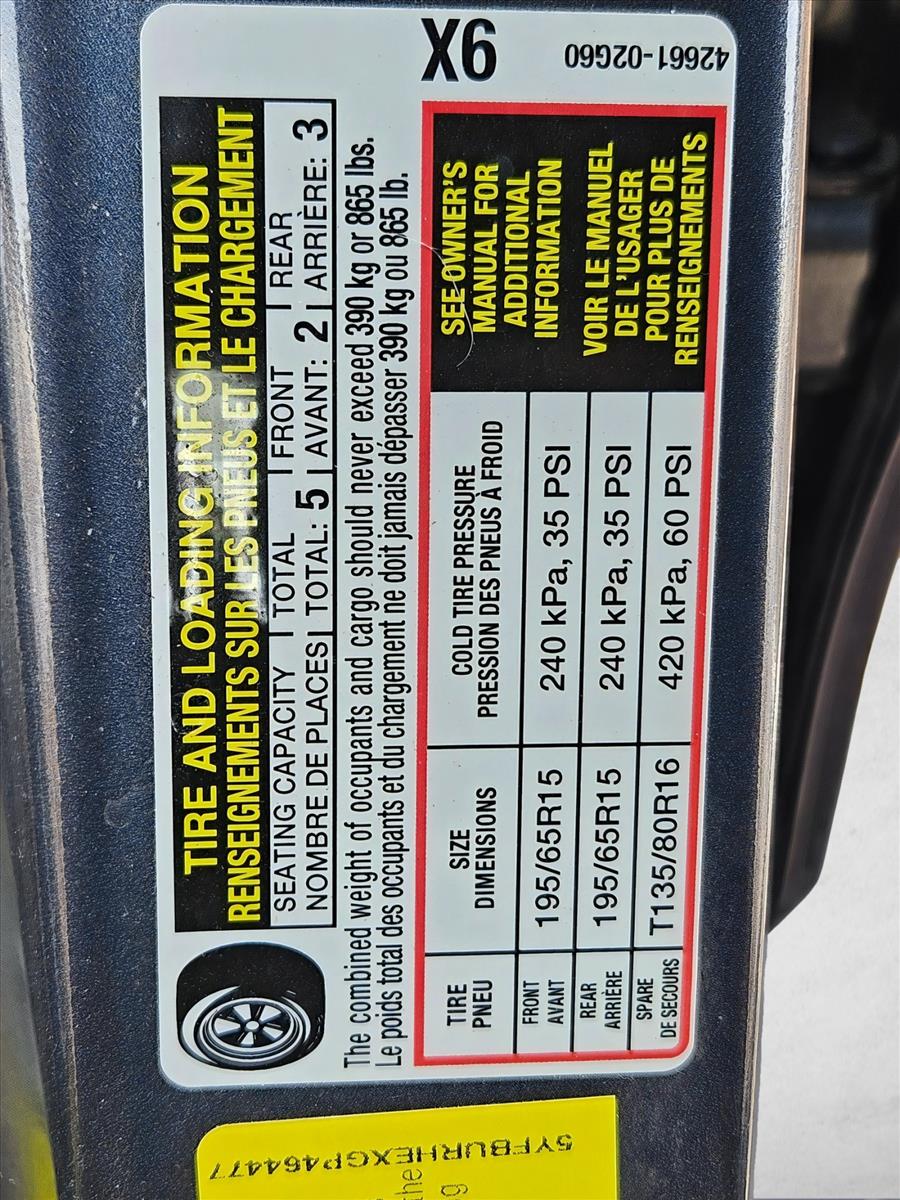 TIRE AND LOADING INFORMATION
RENSEIGNEMENTS SUR LES PNEUS ET LE CHARGEMENT
SEATING CAPACITY | TOTAL | FRONT | REAR
NOMBRE DE PLACES | TOTAL: 5 | AVANT: 2 | ARRIÈRE: 3
The combined weight of occupants and cargo should never exceed 390 kg or 865 lbs.
Le poids total des occupants et du chargement ne doit jamais dépasser 390 kg ou 865 lb.
TIRE SIZE COLD TIRE PRESSURE
PNEU DIMENSIONS PRESSION DES PNEUS À FROID
FRONT
AVANT 195/65R15 240 kPa, 35 PSI
REAR
ARRIÈRE 195/65R15 240 kPa, 35 PSI
SPARE
DE SECOURS T135/80R16 420 kPa, 60 PSI
SEE OWNER'S
MANUAL FOR
ADDITIONAL
INFORMATION
VOIR LE MANUEL
DE L'USAGER
POUR PLUS DE
RENSEIGNEMENTS
X6
42661-02G60
5YFBURHEXGP464477
the